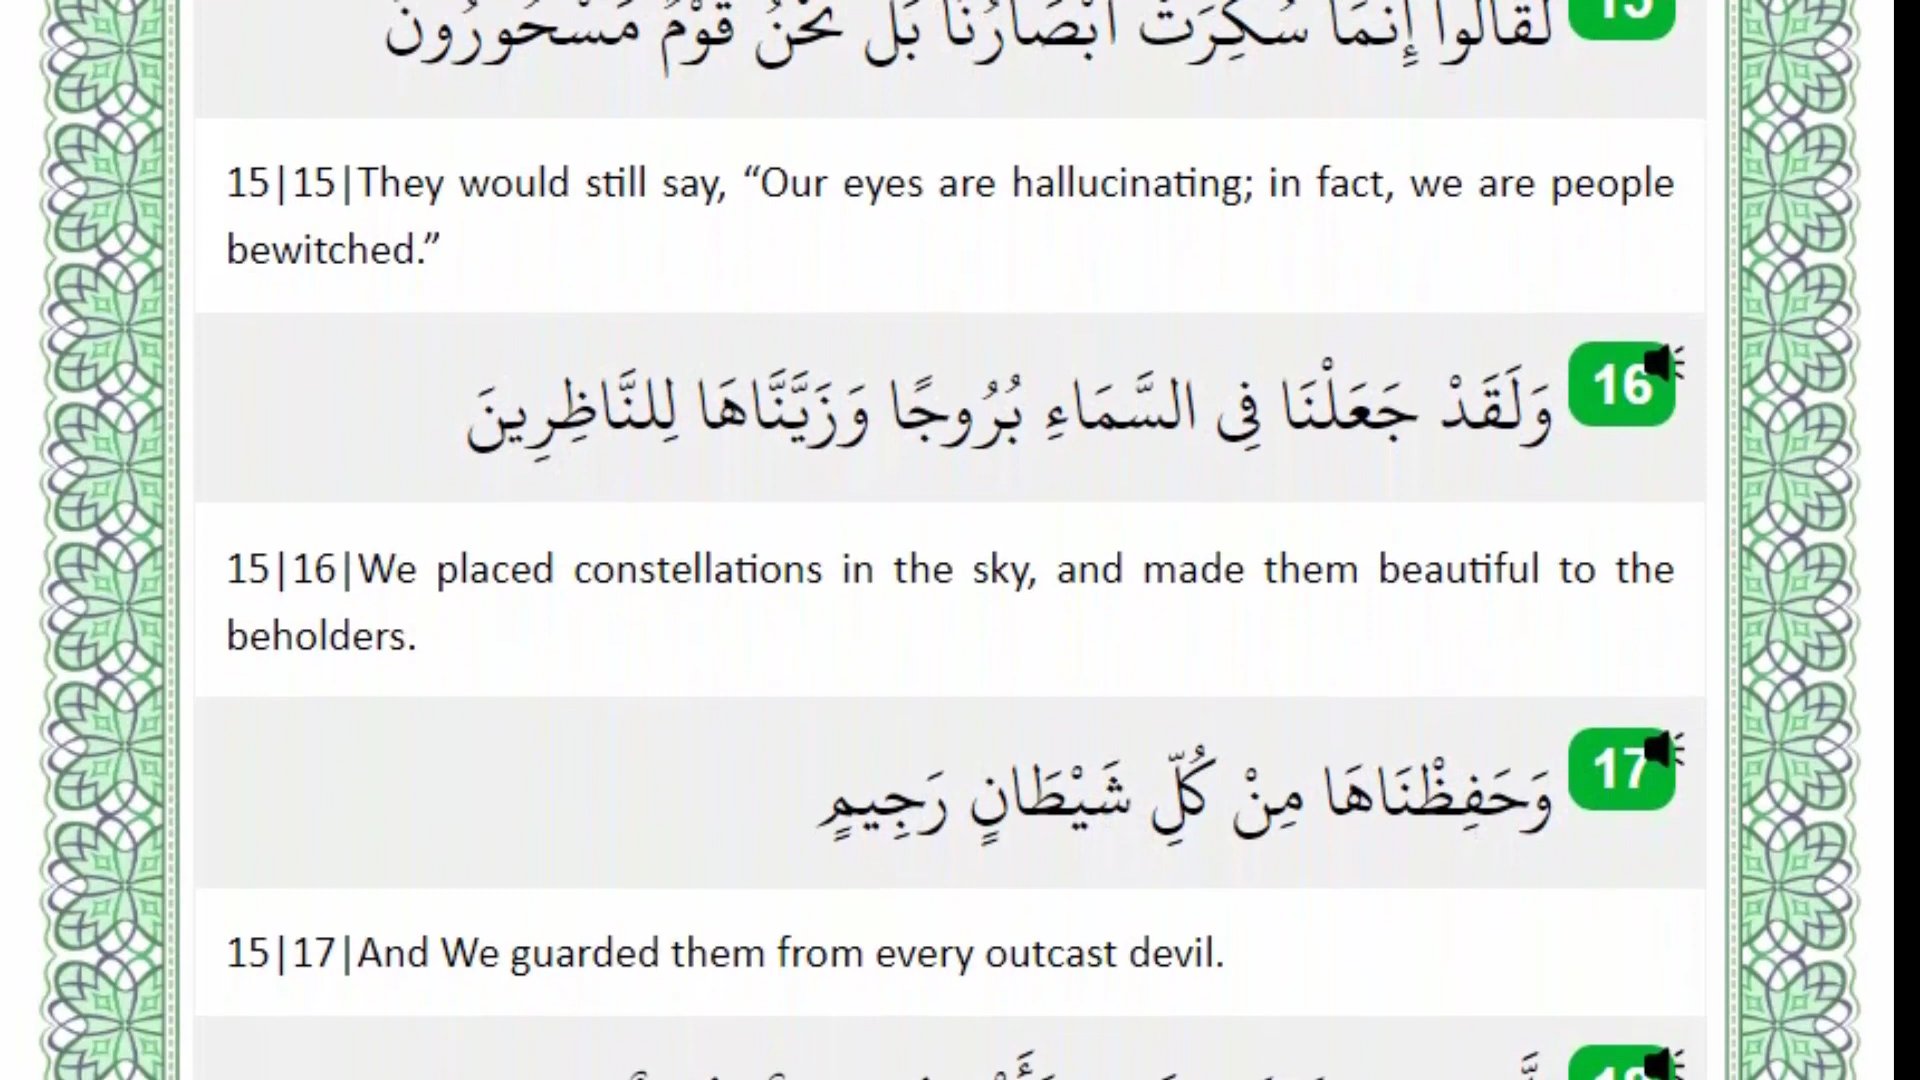 لَقَالُوا إِنَّمَا سُكِّرَتْ أَبْصَارُنَا بَلْ نَحْنُ قَوْمٌ مَسْحُورُونَ 15
15|15|They would still say, “Our eyes are hallucinating; in fact, we are people
bewitched.”
16 وَلَقَدْ جَعَلْنَا فِى السَّمَاءِ بُرُوجًا وَزَيَّنَّاهَا لِلنَّاظِرِينَ
15|16|We placed constellations in the sky, and made them beautiful to the
beholders.
17 وَحَفِظْنَاهَا مِنْ كُلِّ شَيْطَانٍ رَجِيمٍ
15|17|And We guarded them from every outcast devil.
18